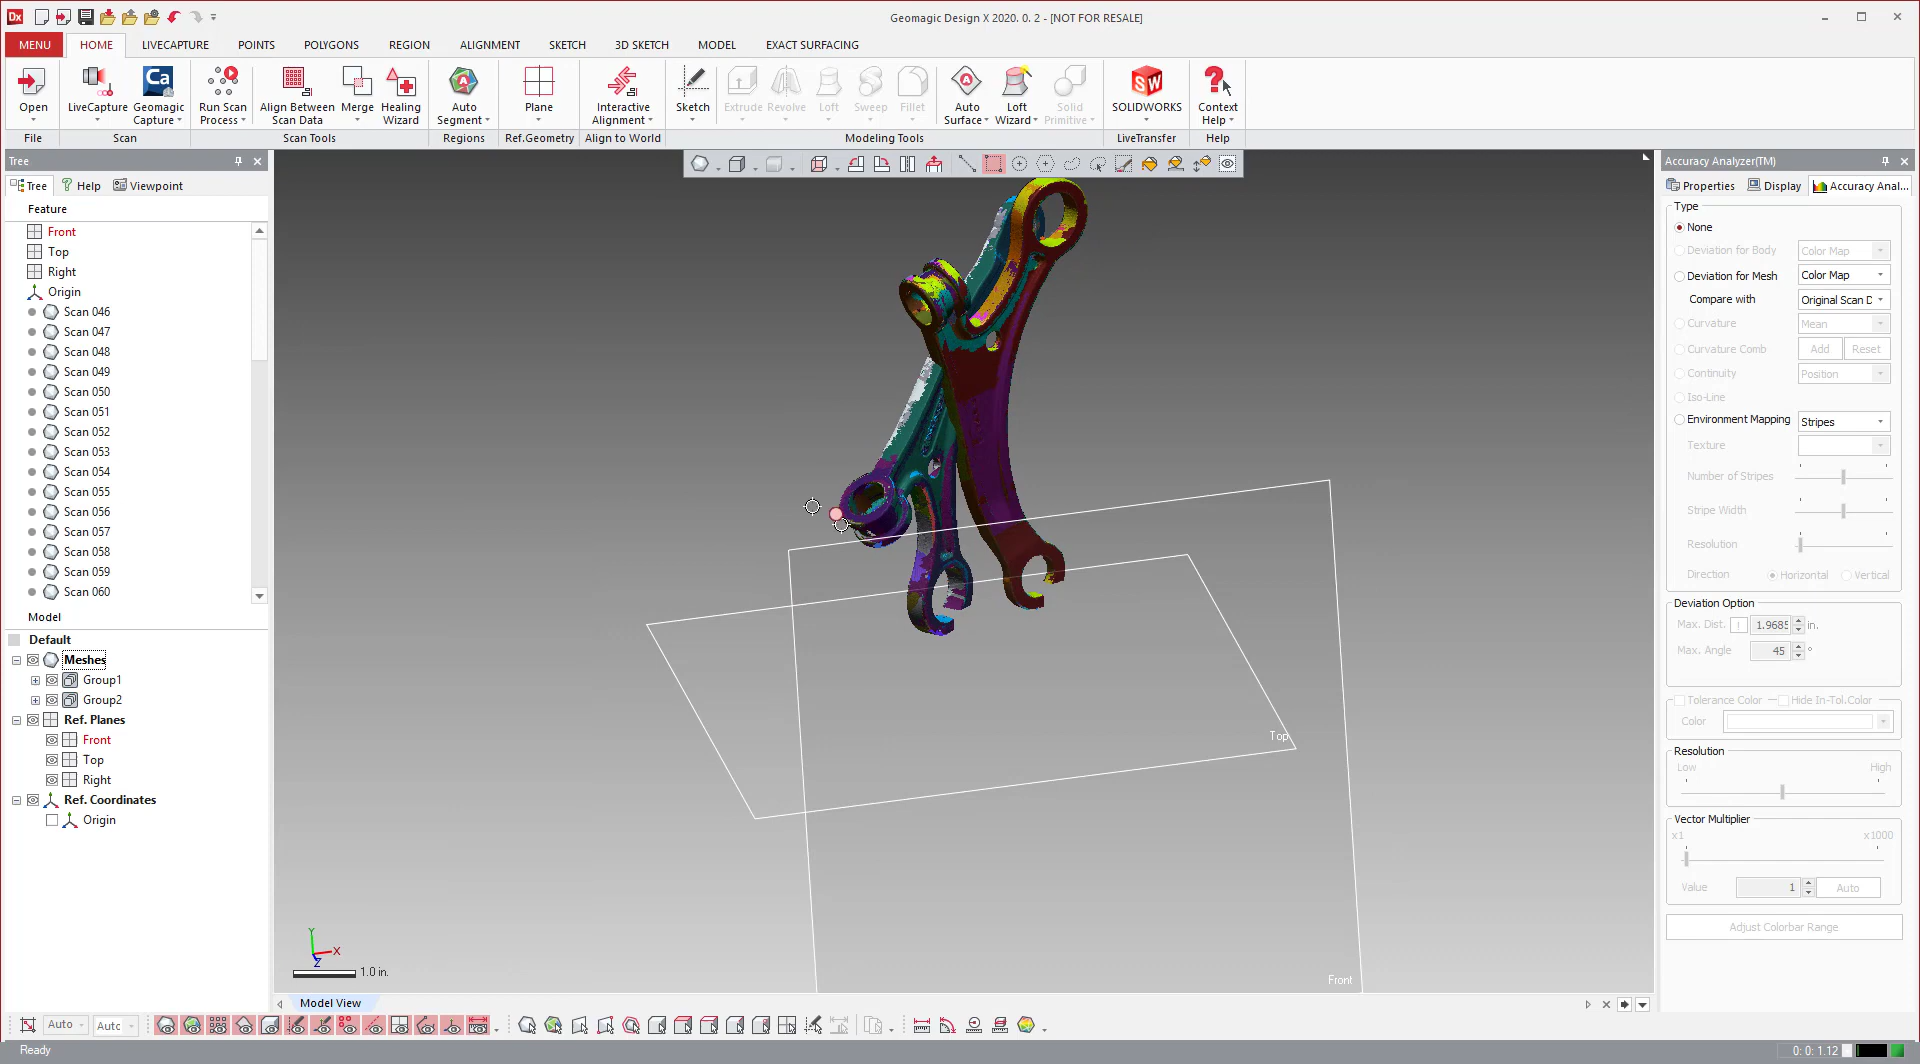 Dx
Geomagic Design X 2020. 0. 2 - [NOT FOR RESALE]
MENU HOME LIVECAPTURE POINTS POLYGONS REGION ALIGNMENT SKETCH 3D SKETCH MODEL EXACT SURFACING
Open LiveCapture Geomagic Capture Run Scan Process Align Between Scan Data Merge Healing Wizard Auto Segment Plane Interactive Alignment Sketch Extrude Revolve Loft Sweep Fillet Auto Surface Loft Wizard Solid Primitive SOLIDWORKS Context Help
File Scan Scan Tools Regions Ref.Geometry Align to World Modeling Tools LiveTransfer Help
Tree
Tree Help Viewpoint
Feature
Front
Top
Right
Origin
Scan 046
Scan 047
Scan 048
Scan 049
Scan 050
Scan 051
Scan 052
Scan 053
Scan 054
Scan 055
Scan 056
Scan 057
Scan 058
Scan 059
Scan 060
Model
Default
Meshes
Group1
Group2
Ref. Planes
Front
Top
Right
Ref. Coordinates
Origin
Top
Front
Y
X
Z
1.0 in.
Model View
Accuracy Analyzer(TM)
Properties Display Accuracy Anal...
Type
None
Deviation for Body Color Map
Deviation for Mesh Color Map
Compare with Original Scan D
Curvature Mean
Curvature Comb Add Reset
Continuity Position
Iso-Line
Environment Mapping Stripes
Texture
Number of Stripes
Stripe Width
Resolution
Direction Horizontal Vertical
Deviation Option
Max. Dist. 1.9685 in.
Max. Angle 45 °
Tolerance Color Hide In-Tol.Color
Color
Resolution
Low High
Vector Multiplier
x1 x1000
Value 1 Auto
Adjust Colorbar Range
Auto Auto
Ready
0: 0: 1.12